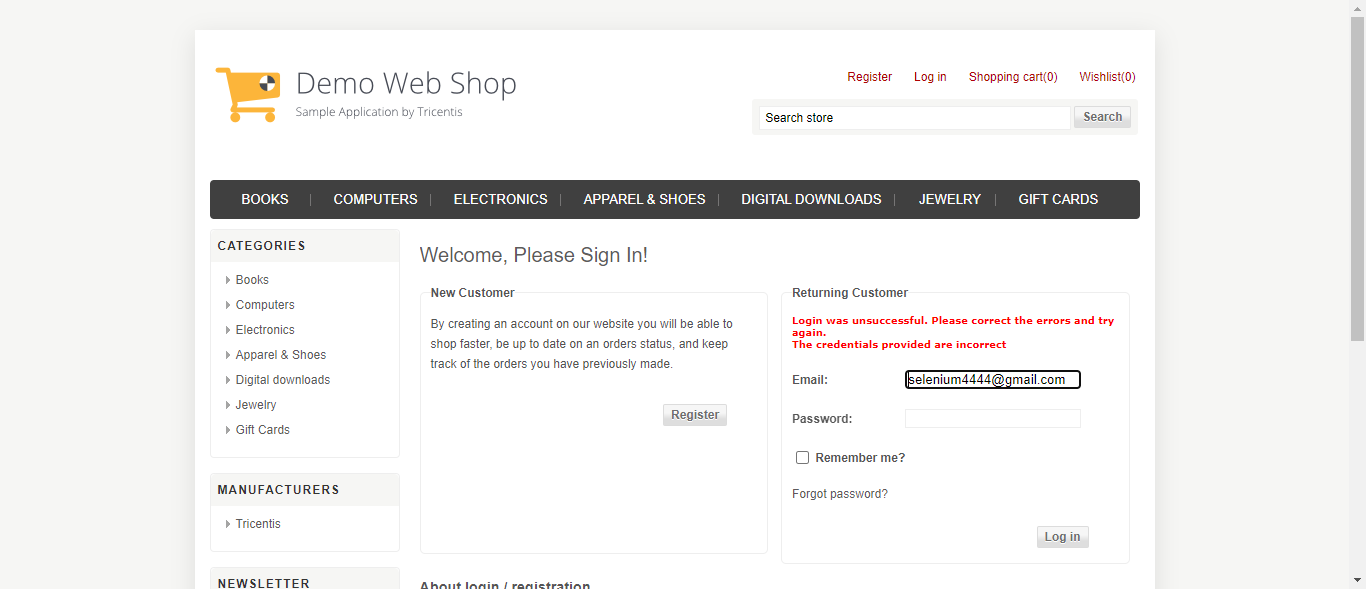 Demo Web Shop
Sample Application by Tricentis
Register Log in Shopping cart(0) Wishlist(0)
Search store Search
BOOKS COMPUTERS ELECTRONICS APPAREL & SHOES DIGITAL DOWNLOADS JEWELRY GIFT CARDS
CATEGORIES
Books
Computers
Electronics
Apparel & Shoes
Digital downloads
Jewelry
Gift Cards
MANUFACTURERS
Tricentis
NEWSLETTER
Welcome, Please Sign In!
New Customer
By creating an account on our website you will be able to
shop faster, be up to date on an orders status, and keep
track of the orders you have previously made.
Register
Returning Customer
Login was unsuccessful. Please correct the errors and try
again.
The credentials provided are incorrect
Email: selenium4444@gmail.com
Password:
Remember me?
Forgot password?
Log in
About login / registration